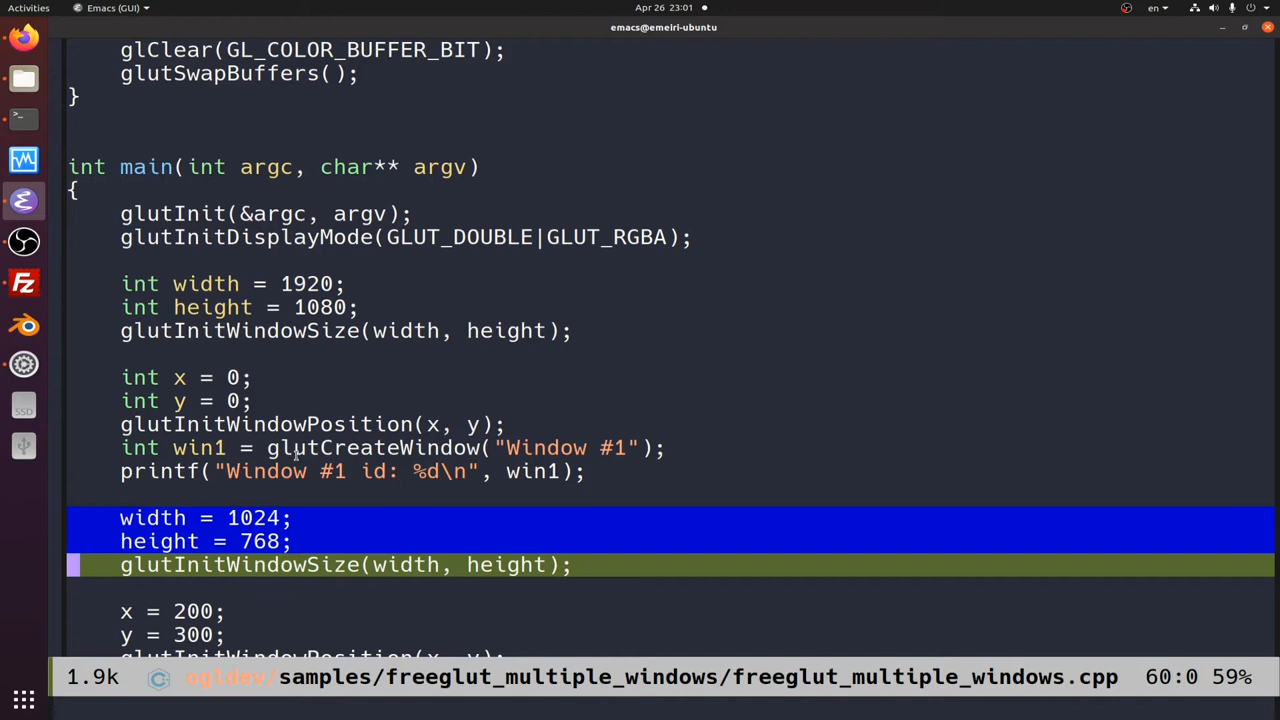 Activities
Emacs (GUI)
Apr 26 23:01
en
emacs@emeiri-ubuntu
glClear(GL_COLOR_BUFFER_BIT);
glutSwapBuffers();
}
int main(int argc, char** argv)
{
glutInit(&argc, argv);
glutInitDisplayMode(GLUT_DOUBLE|GLUT_RGBA);
int width = 1920;
int height = 1080;
glutInitWindowSize(width, height);
int x = 0;
int y = 0;
glutInitWindowPosition(x, y);
int win1 = glutCreateWindow("Window #1");
printf("Window #1 id: %d\n", win1);
width = 1024;
height = 768;
glutInitWindowSize(width, height);
x = 200;
y = 300;
glutInitWindowPosition(x, y);
1.9k ogldev/samples/freeglut_multiple_windows/freeglut_multiple_windows.cpp 60:0 59%
SSD